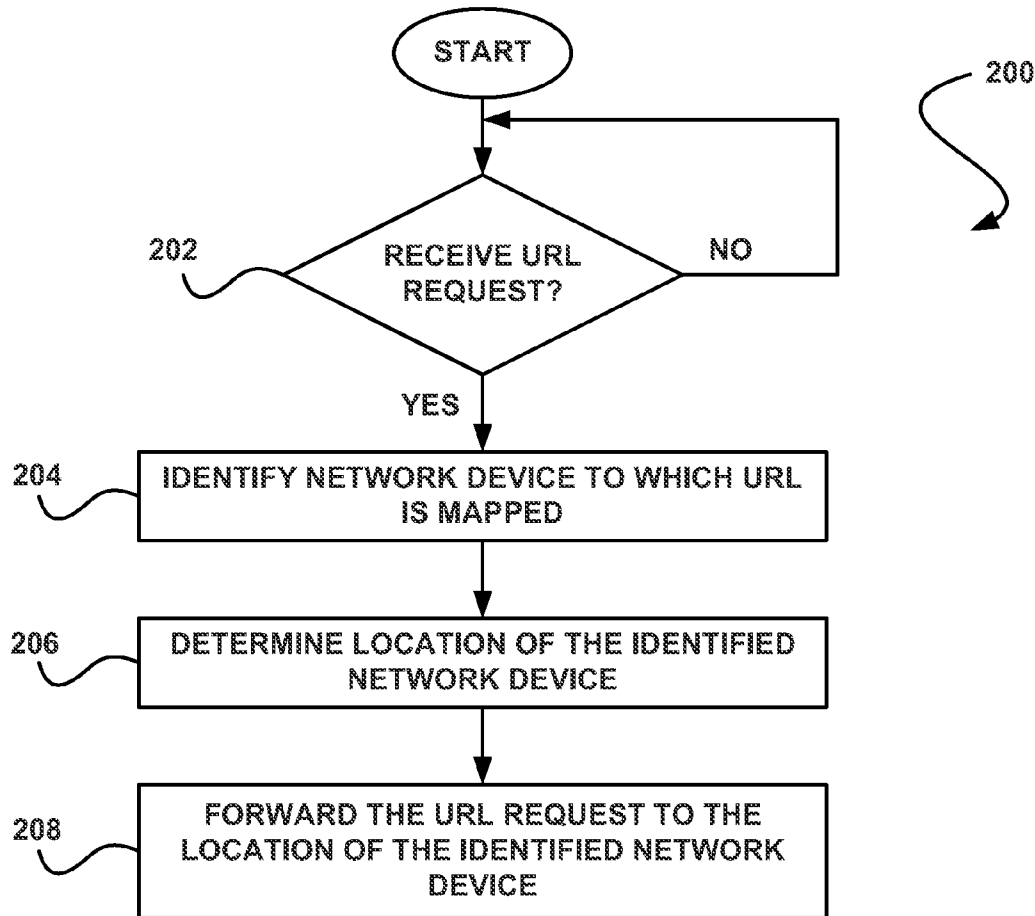 START
200
202
RECEIVE URL
REQUEST?
NO
YES
204
IDENTIFY NETWORK DEVICE TO WHICH URL
IS MAPPED
206
DETERMINE LOCATION OF THE IDENTIFIED
NETWORK DEVICE
208
FORWARD THE URL REQUEST TO THE
LOCATION OF THE IDENTIFIED NETWORK
DEVICE